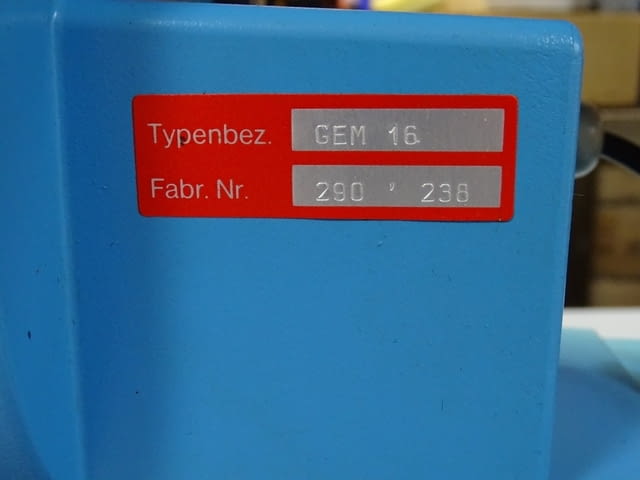 Typenbez. GEM 16
Fabr. Nr. 290 ' 238